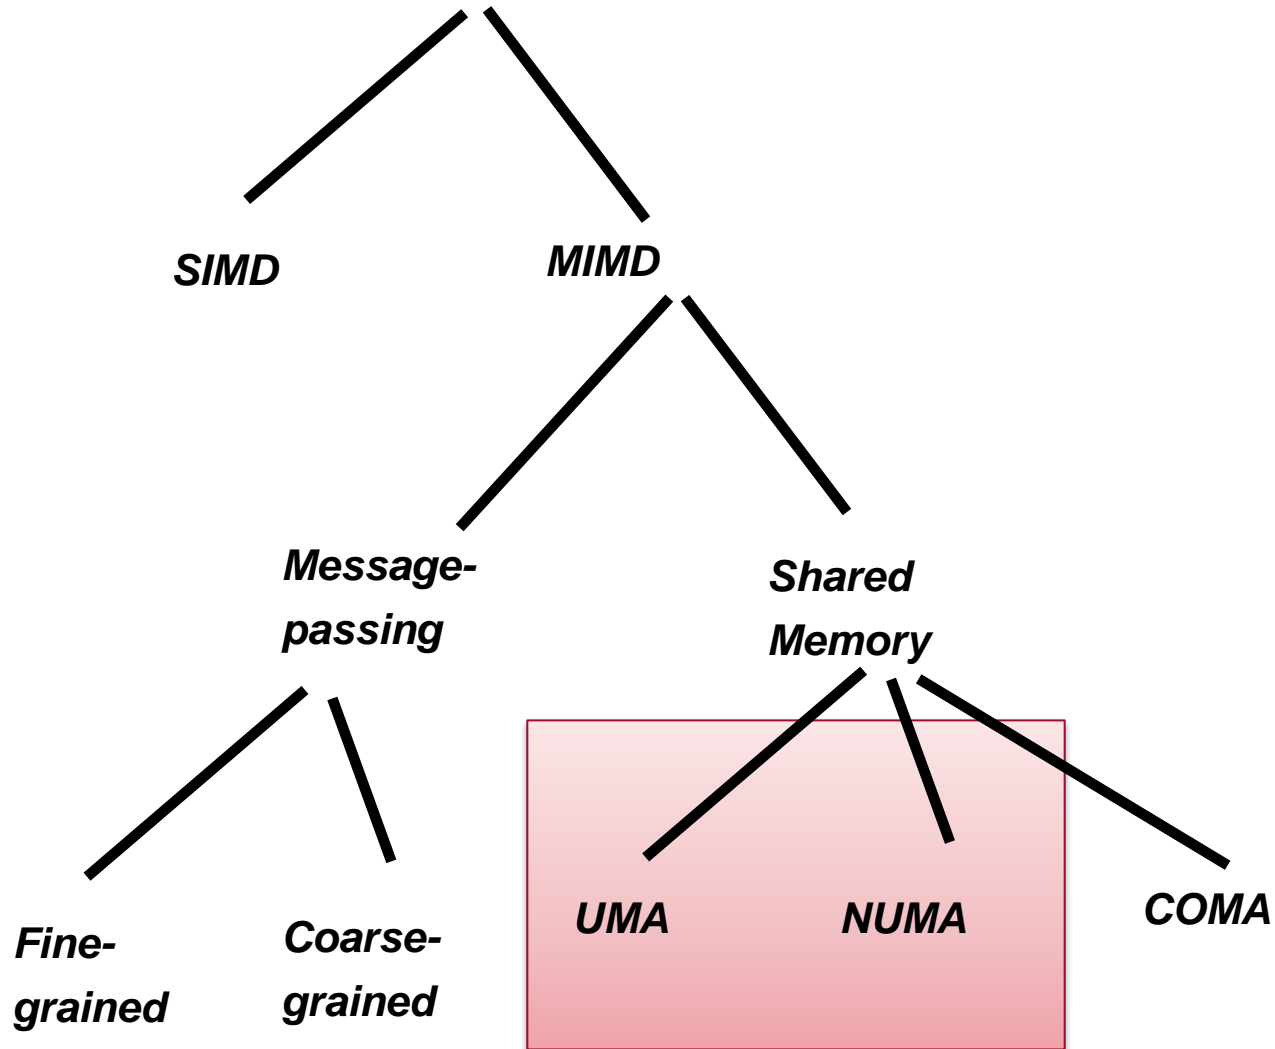 SIMD
MIMD
Message-
passing
Shared
Memory
Fine-
grained
Coarse-
grained
UMA
NUMA
COMA